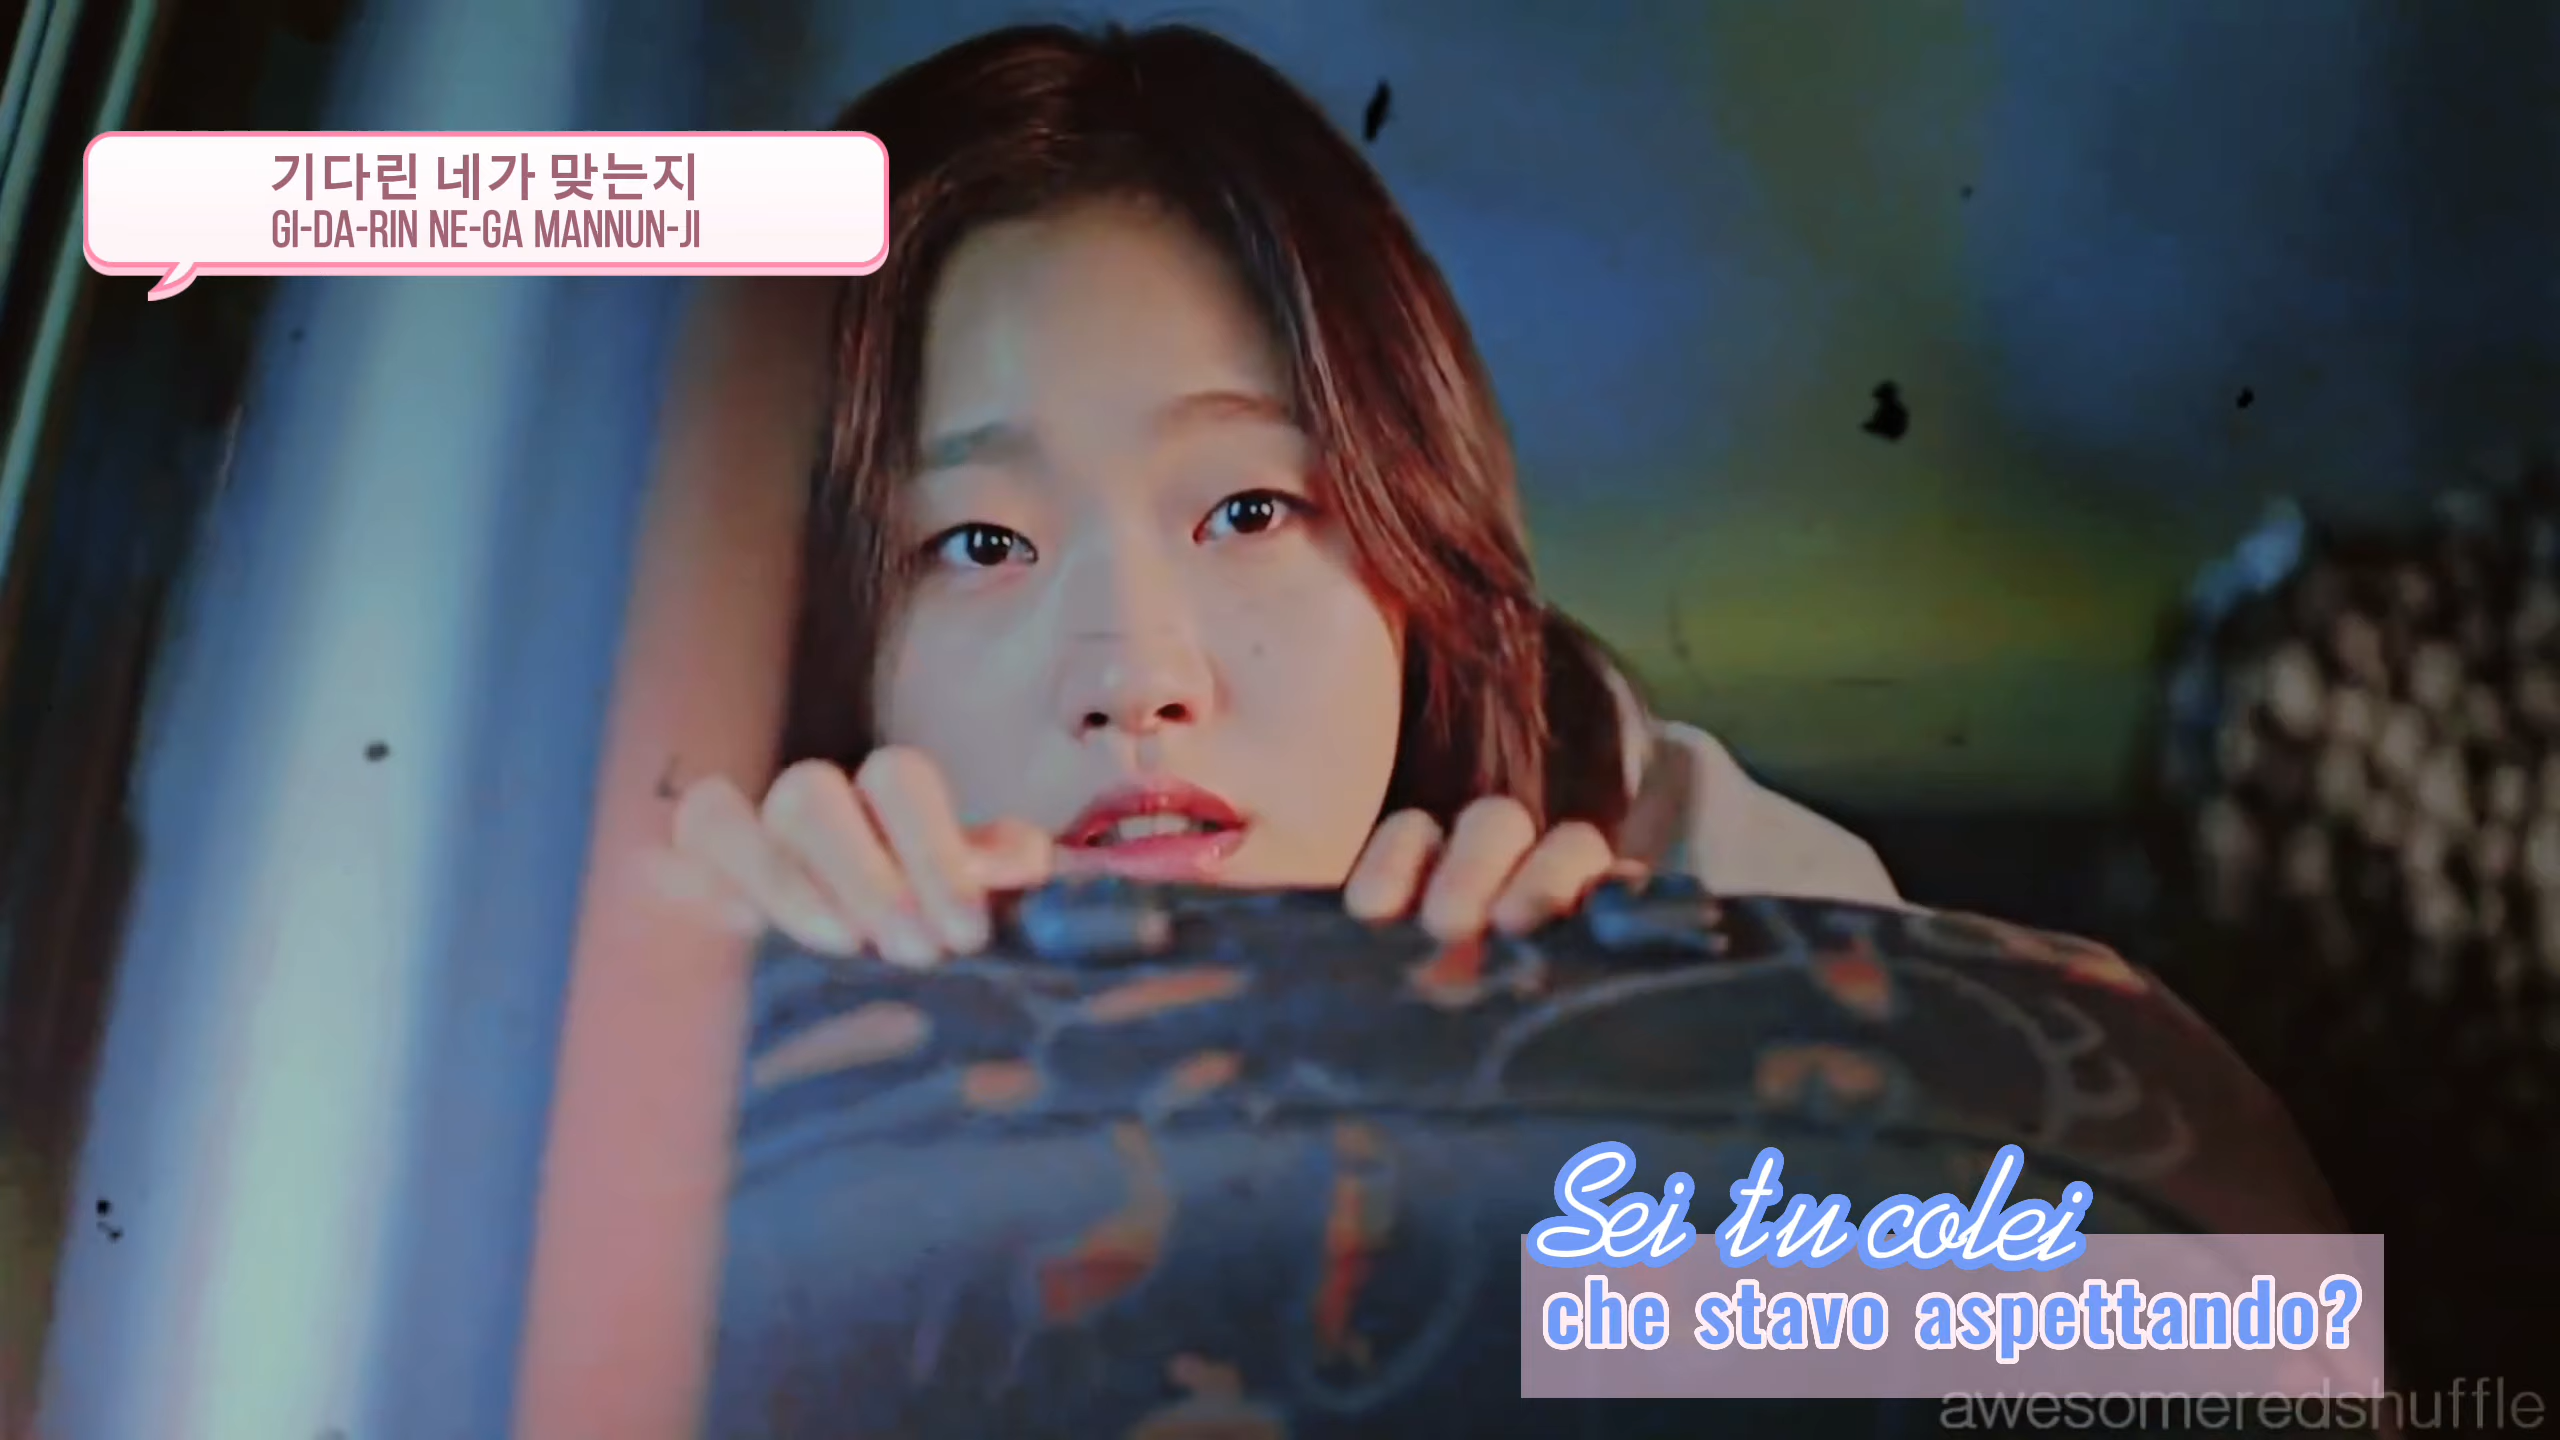 기다린 네가 맞는지
GI-DA-RIN NE-GA MANNUN-JI
Sei tu colei
che stavo aspettando?
awesomeredshuffle